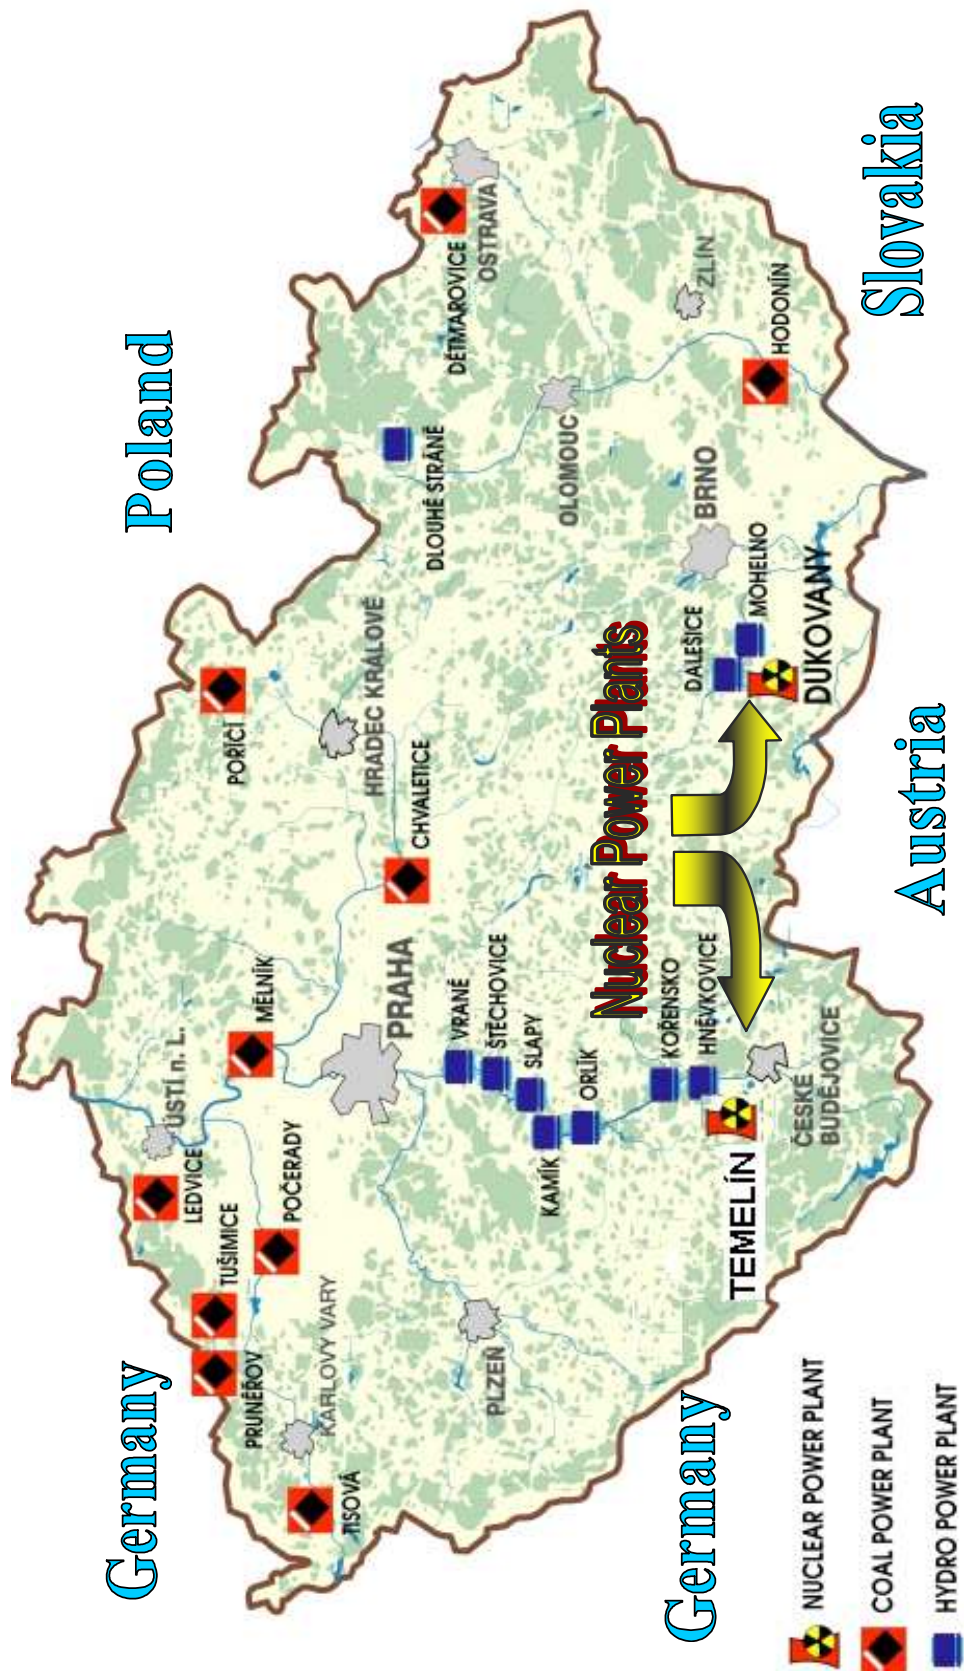 Poland
Germany
Slovakia
Austria
Germany
DĚTMAROVICE
OSTRAVA
ZLÍN
HODONÍN
DLOUHÉ STRÁNĚ
OLOMOUC
BRNO
MOHELNO
DALEŠICE
DUKOVANY
POŘÍČÍ
HRADEC KRÁLOVÉ
CHVALETICE
Nuclear Power Plants
MĚLNÍK
PRAHA
VRANÉ
ŠTĚCHOVICE
SLAPY
ORLÍK
KAMÍK
KOŘENSKO
HNĚVKOVICE
ČESKÉ
BUDĚJOVICE
TEMELÍN
ÚSTÍ n. L.
LEDVICE
TUŠIMICE
POČERADY
PRUNÉŘOV
KARLOVY VARY
TISOVÁ
PLZEŇ
NUCLEAR POWER PLANT
COAL POWER PLANT
HYDRO POWER PLANT